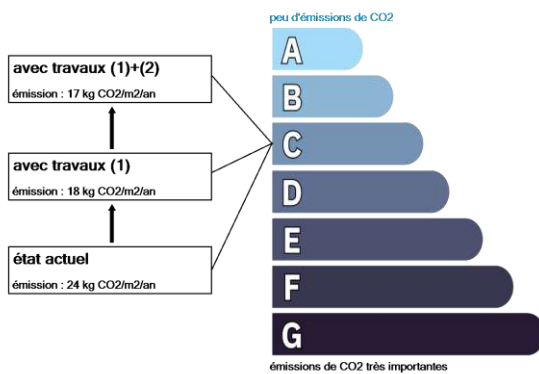 peu d'émissions de CO2
avec travaux (1)+(2)
émission : 17 kg CO2/m2/an
avec travaux (1)
émission : 18 kg CO2/m2/an
état actuel
émission : 24 kg CO2/m2/an
A
B
C
D
E
F
G
émissions de CO2 très importantes